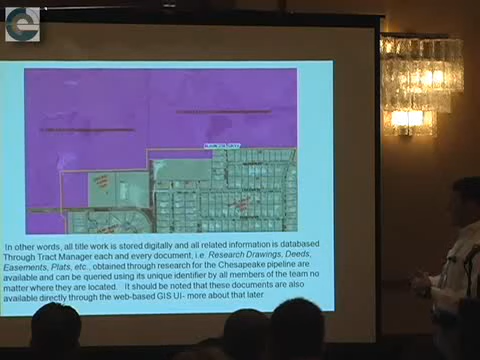 In other words, all title work is stored digitally and all related information is databased
Through Tract Manager each and every document, i.e Research Drawings, Deeds,
Easements, Plats, etc., obtained through research for the Chesapeake pipeline are
available and can be queried using its unique identifier by all members of the team no
matter where they are located. It should be noted that these documents are also
available directly through the web-based GIS UI- more about that later